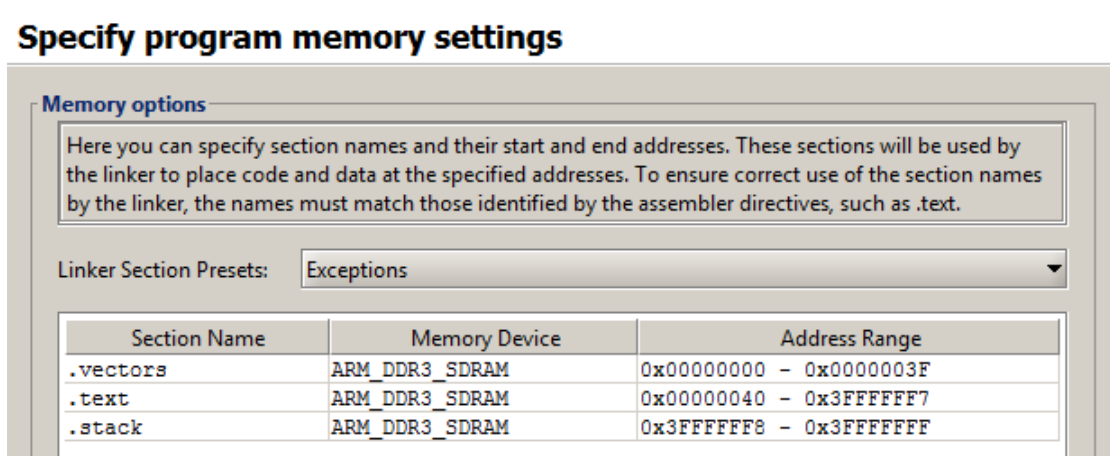 Specify program memory settings
Memory options
Here you can specify section names and their start and end addresses. These sections will be used by
the linker to place code and data at the specified addresses. To ensure correct use of the section names
by the linker, the names must match those identified by the assembler directives, such as .text.
Linker Section Presets: Exceptions
Section Name Memory Device Address Range
.vectors ARM_DDR3_SDRAM 0x00000000 - 0x0000003F
.text ARM_DDR3_SDRAM 0x00000040 - 0x3FFFFFF7
.stack ARM_DDR3_SDRAM 0x3FFFFFF8 - 0x3FFFFFFF